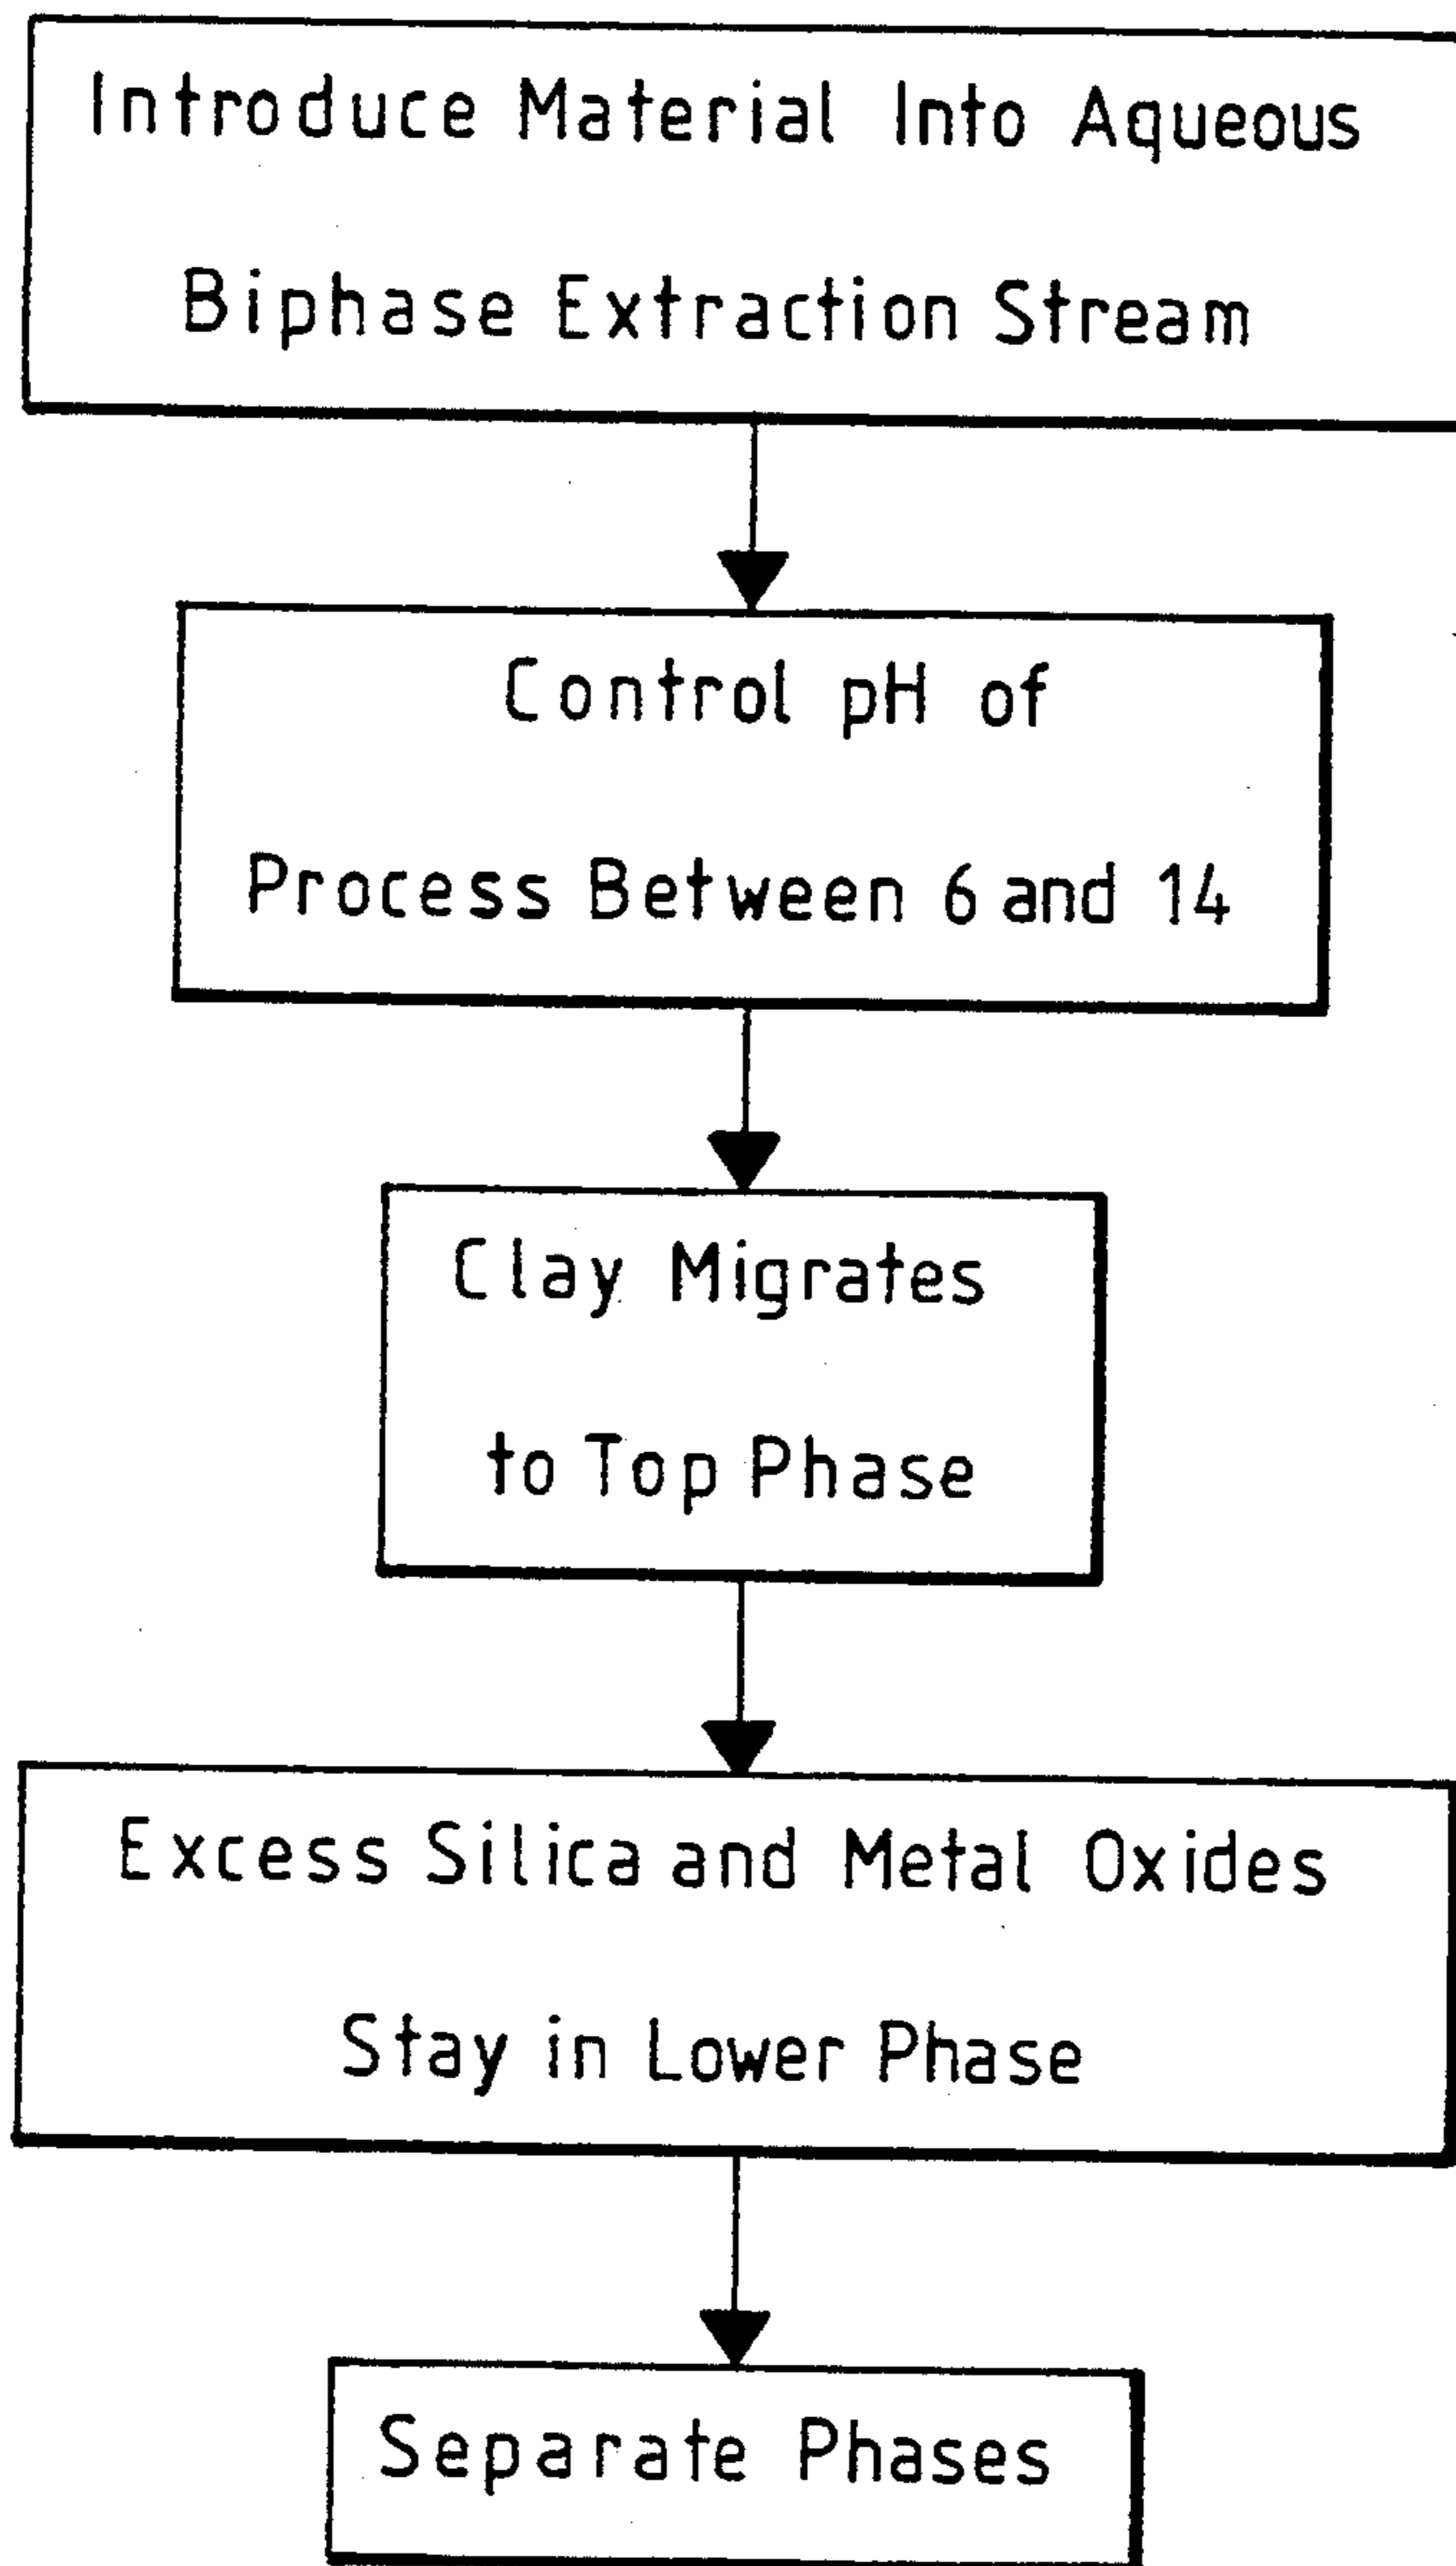 Introduce Material Into Aqueous
Biphase Extraction Stream
Control pH of
Process Between 6 and 14
Clay Migrates
to Top Phase
Excess Silica and Metal Oxides
Stay in Lower Phase
Separate Phases